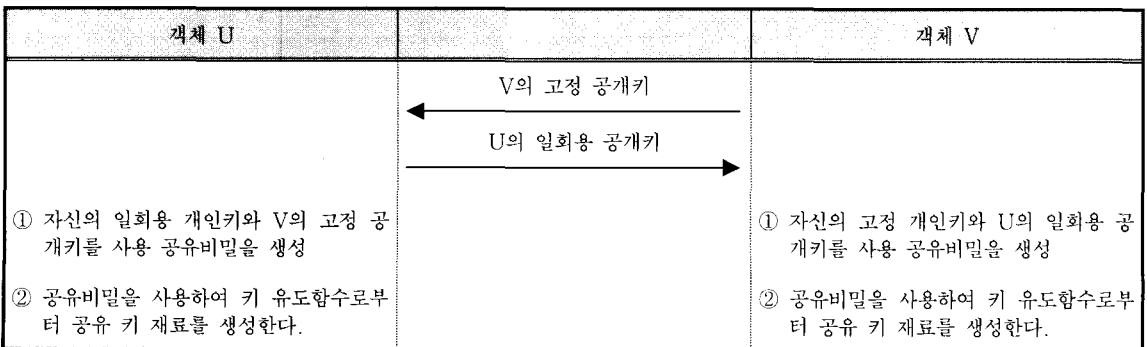 객체 U
객체 V
V의 고정 공개키
U의 일회용 공개키
① 자신의 일회용 개인키와 V의 고정 공
개키를 사용 공유비밀을 생성
② 공유비밀을 사용하여 키 유도함수로부
터 공유 키 재료를 생성한다.
① 자신의 고정 개인키와 U의 일회용 공
개키를 사용 공유비밀을 생성
② 공유비밀을 사용하여 키 유도함수로부
터 공유 키 재료를 생성한다.